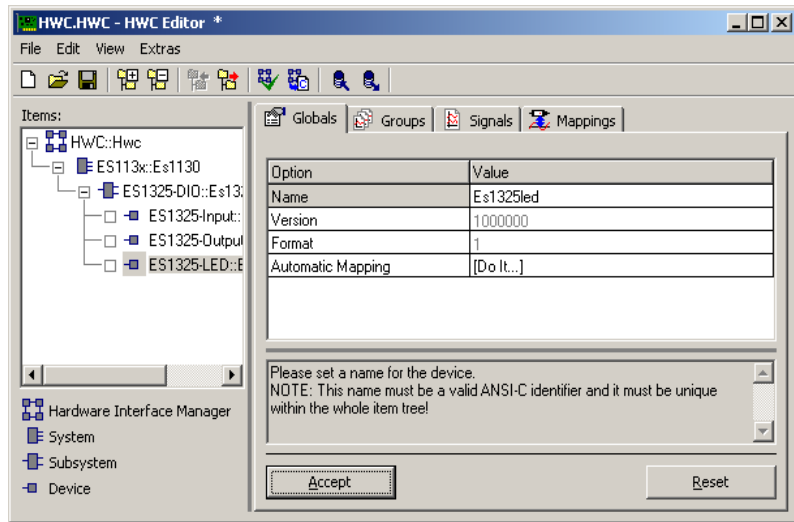 HWC.HWC - HWC Editor *
File Edit View Extras
Items:
HWC::Hwc
ES113x::Es1130
ES1325-DIO::Es13
ES1325-Input::
ES1325-Outpu
ES1325-LED::E
Hardware Interface Manager
System
Subsystem
Device
Globals Groups Signals Mappings
Option Value
Name Es1325led
Version 1000000
Format 1
Automatic Mapping [Do It...]
Please set a name for the device.
NOTE: This name must be a valid ANSI-C identifier and it must be unique
within the whole item tree!
Accept Reset